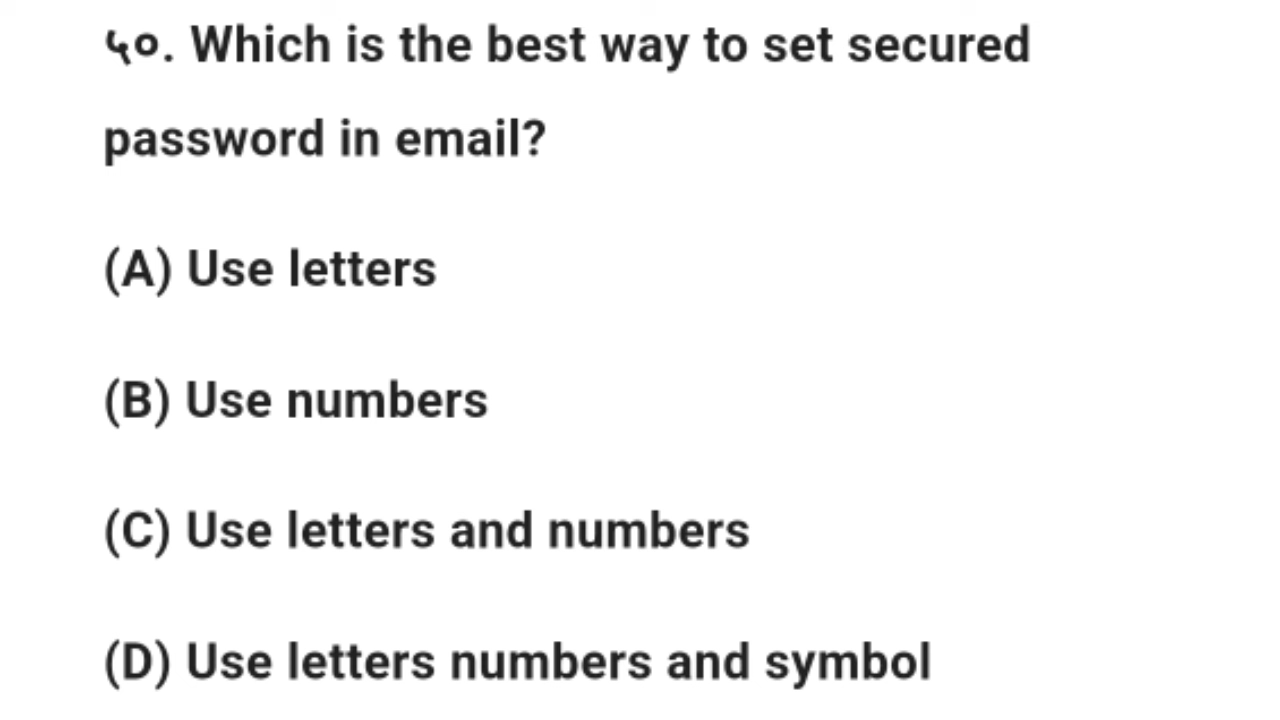 ५०. Which is the best way to set secured
password in email?
(A) Use letters
(B) Use numbers
(C) Use letters and numbers
(D) Use letters numbers and symbol